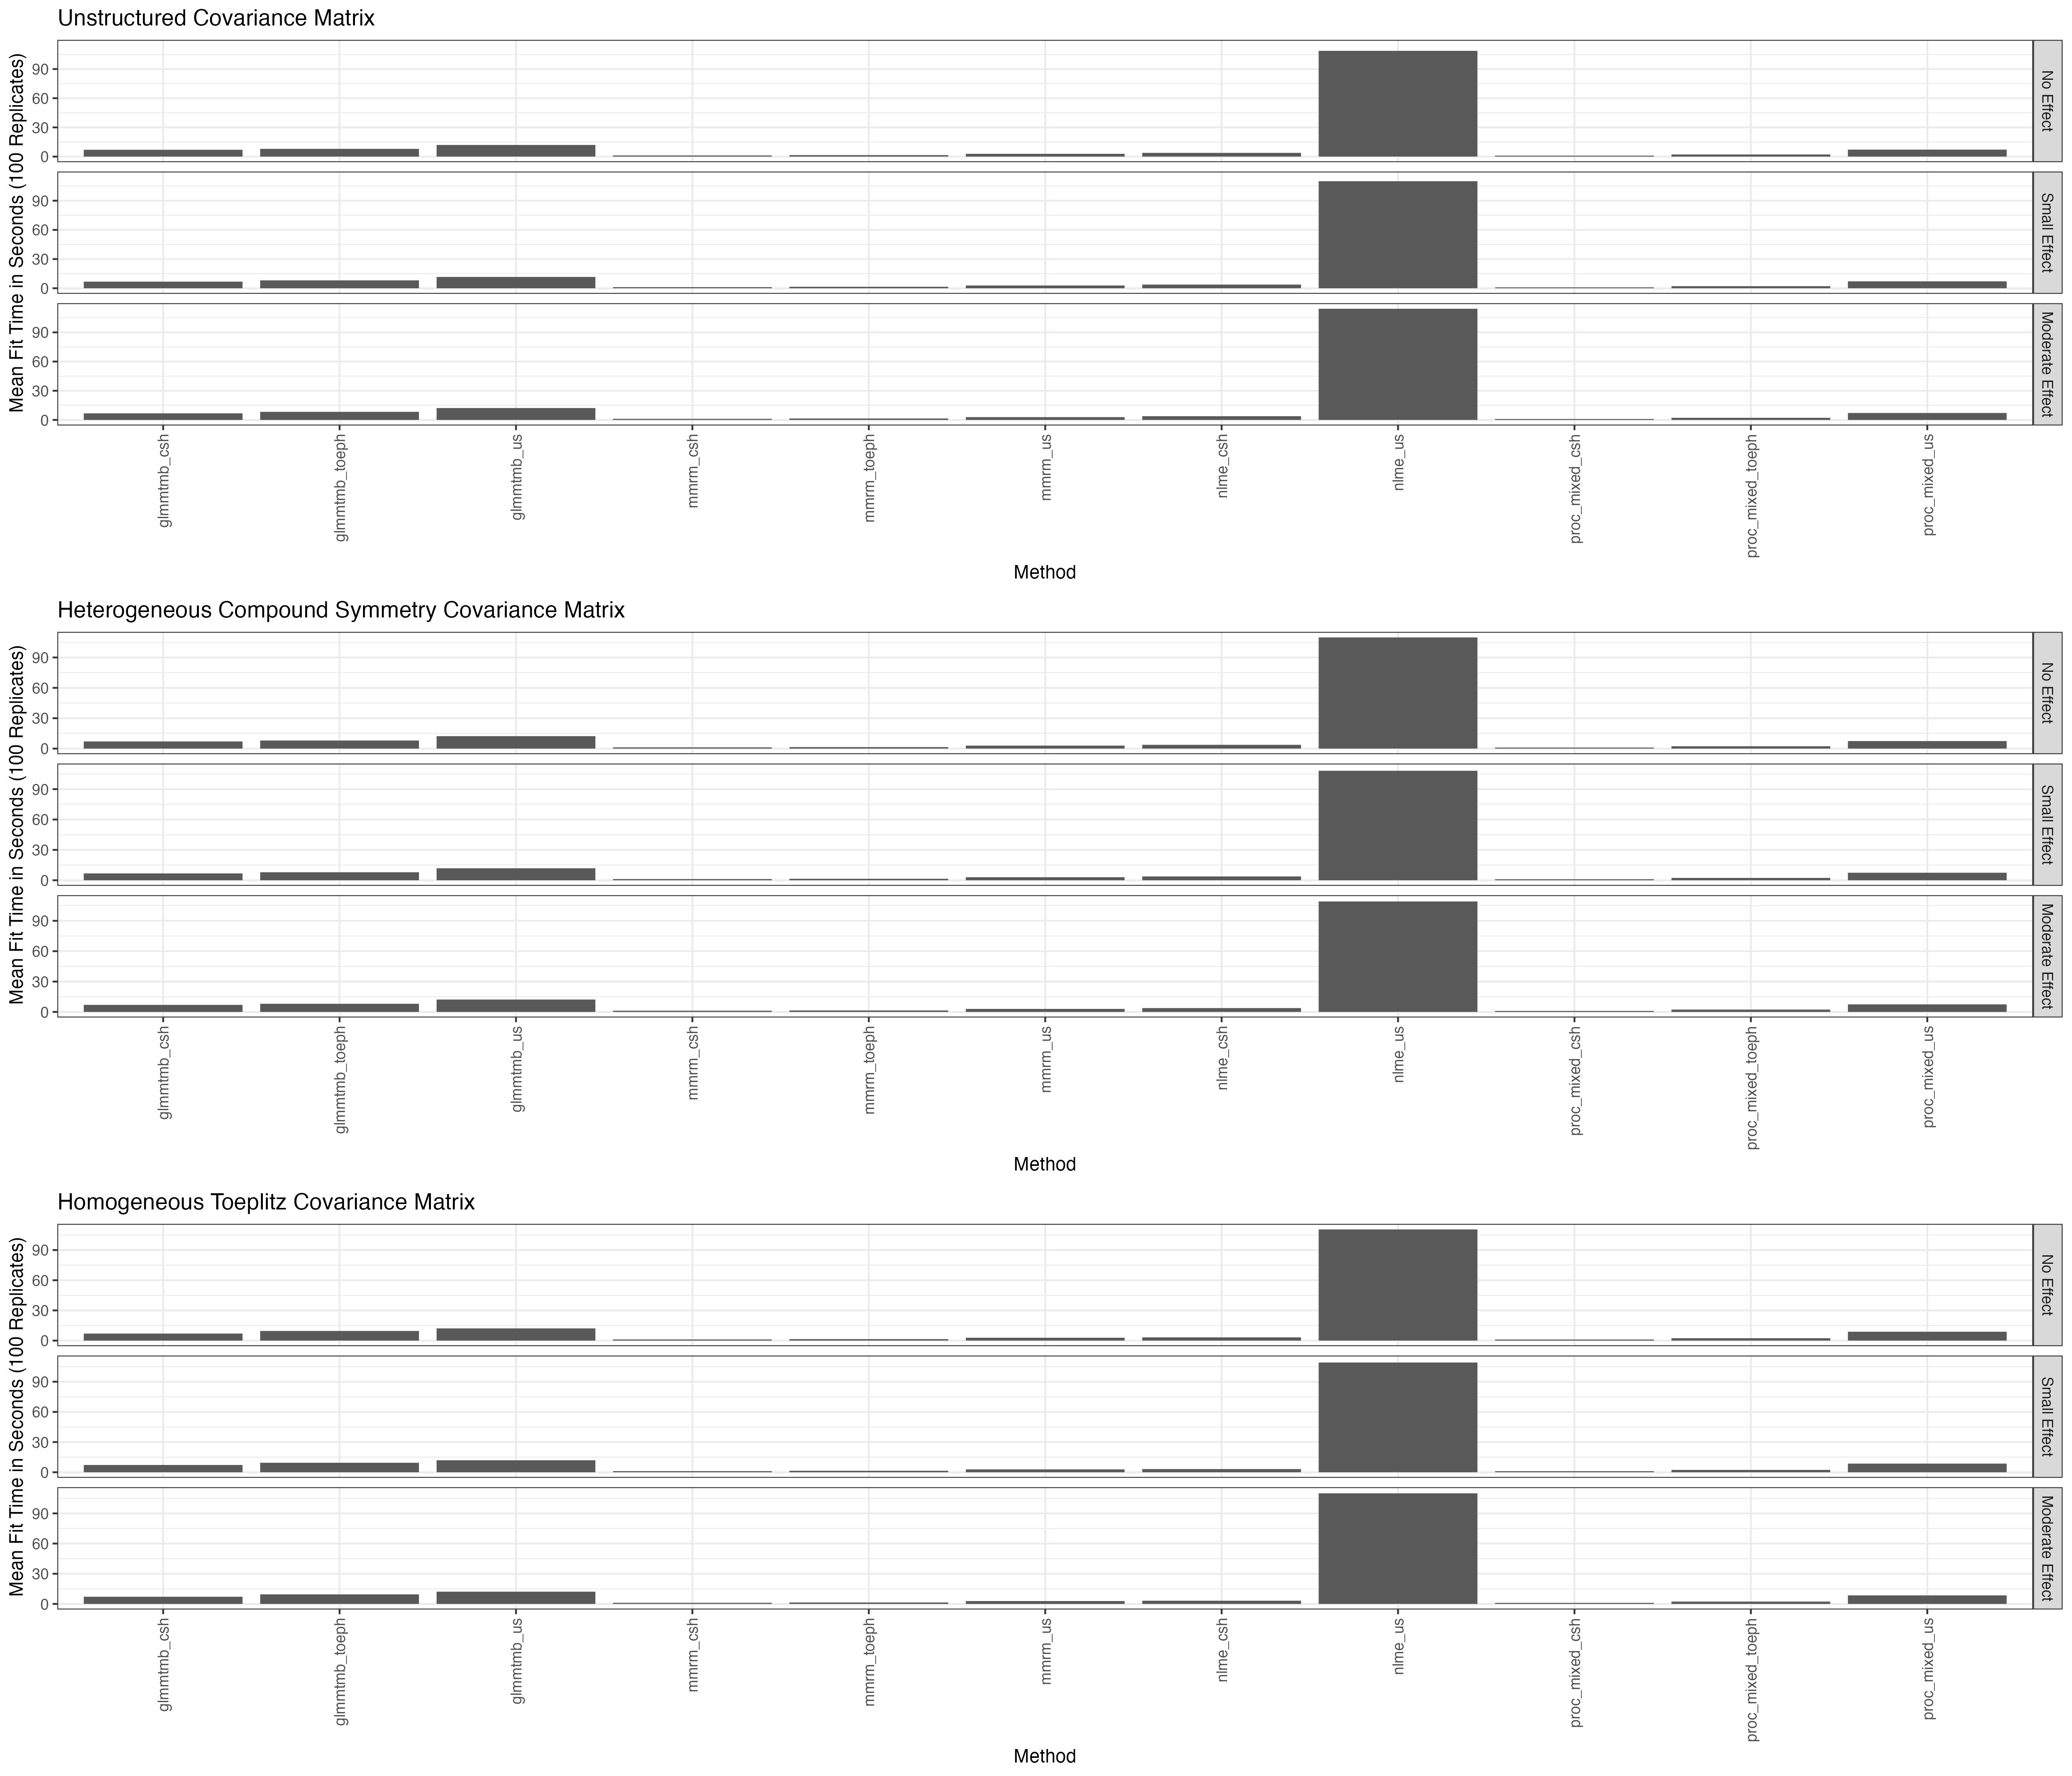 Unstructured Covariance Matrix
Mean Fit Time in Seconds (100 Replicates)
90
60
30
0
No Effect
90
60
30
0
Small Effect
90
60
30
0
Moderate Effect
glmmtmb_csh
glmmtmb_toeph
glmmtmb_us
mmrm_csh
mmrm_toeph
mmrm_us
nlme_csh
nlme_us
proc_mixed_csh
proc_mixed_toeph
proc_mixed_us
Method
Heterogeneous Compound Symmetry Covariance Matrix
Mean Fit Time in Seconds (100 Replicates)
90
60
30
0
No Effect
90
60
30
0
Small Effect
90
60
30
0
Moderate Effect
glmmtmb_csh
glmmtmb_toeph
glmmtmb_us
mmrm_csh
mmrm_toeph
mmrm_us
nlme_csh
nlme_us
proc_mixed_csh
proc_mixed_toeph
proc_mixed_us
Method
Homogeneous Toeplitz Covariance Matrix
Mean Fit Time in Seconds (100 Replicates)
90
60
30
0
No Effect
90
60
30
0
Small Effect
90
60
30
0
Moderate Effect
glmmtmb_csh
glmmtmb_toeph
glmmtmb_us
mmrm_csh
mmrm_toeph
mmrm_us
nlme_csh
nlme_us
proc_mixed_csh
proc_mixed_toeph
proc_mixed_us
Method